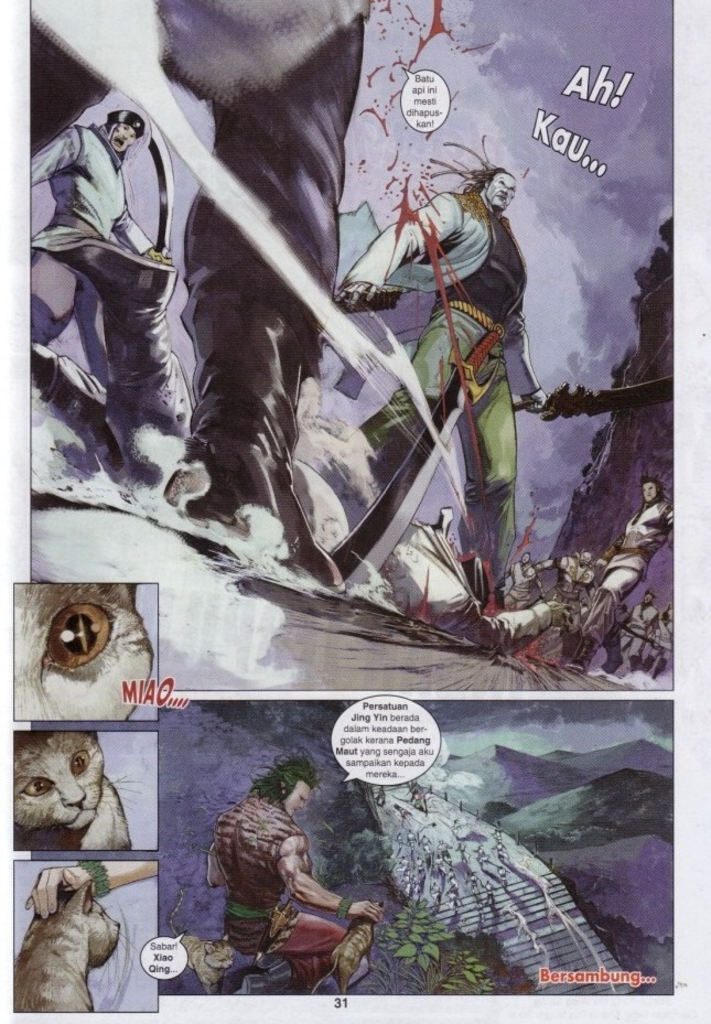 Batu
api ini
mesti
dihapus-
kan!
Ah!
Kau...
MIAO....
Persatuan
Jing Yin berada
dalam keadaan ber-
golak kerana Pedang
Maut yang sengaja aku
sampaikan kepada
mereka...
Sabar!
Xiao
Qing...
Bersambung...
31